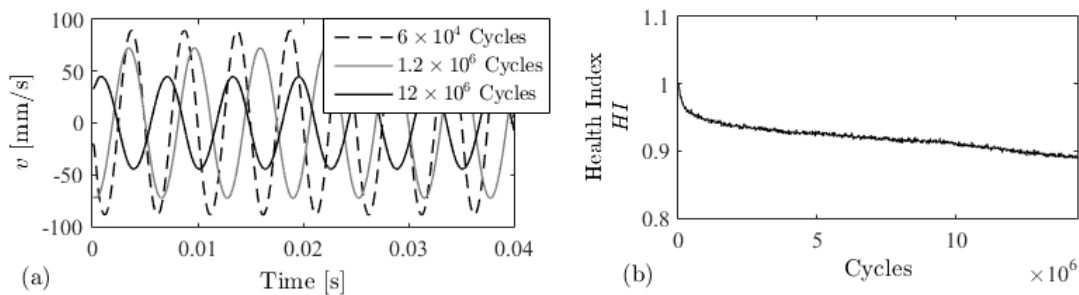 100
50
0
-50
-100
v [mm/s]
6 × 10⁴ Cycles
1.2 × 10⁶ Cycles
12 × 10⁶ Cycles
0 0.01 0.02 0.03 0.04
Time [s]
(a)
1.1
1
0.9
0.8
Health Index
HI
0 5 10
Cycles
×10⁶
(b)